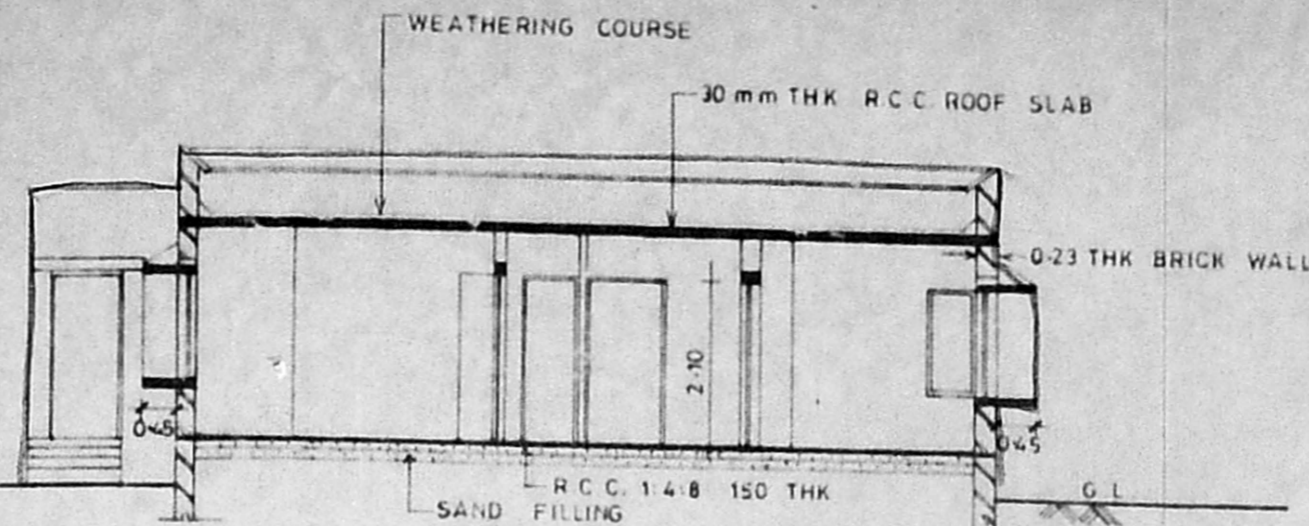 WEATHERING COURSE
30 mm THK R.C.C. ROOF SLAB
0.23 THK BRICK WALL
2.10
0.45
0.45
R.C.C. 1:4:8 150 THK
SAND FILLING
G L